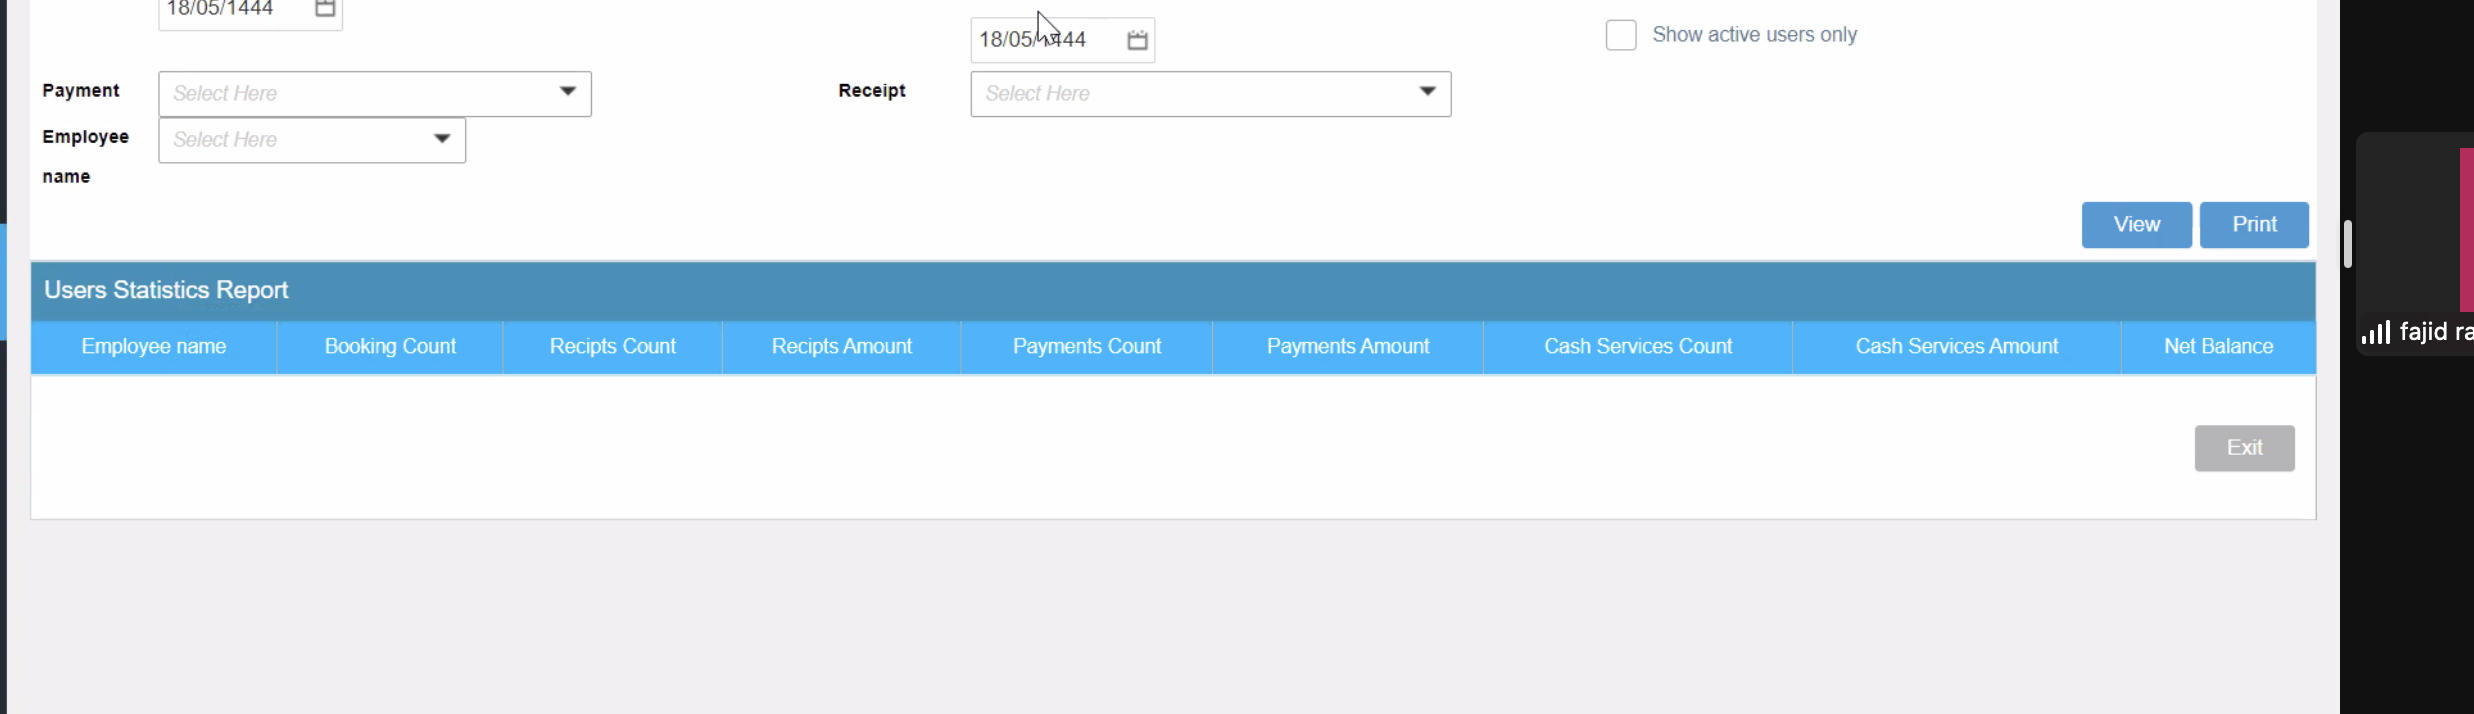 18/05/1444
18/05/1444
Show active users only
Payment Select Here
Receipt Select Here
Employee name Select Here
View Print
Users Statistics Report
Employee name Booking Count Recipts Count Recipts Amount Payments Count Payments Amount Cash Services Count Cash Services Amount Net Balance
Exit
fajid ra